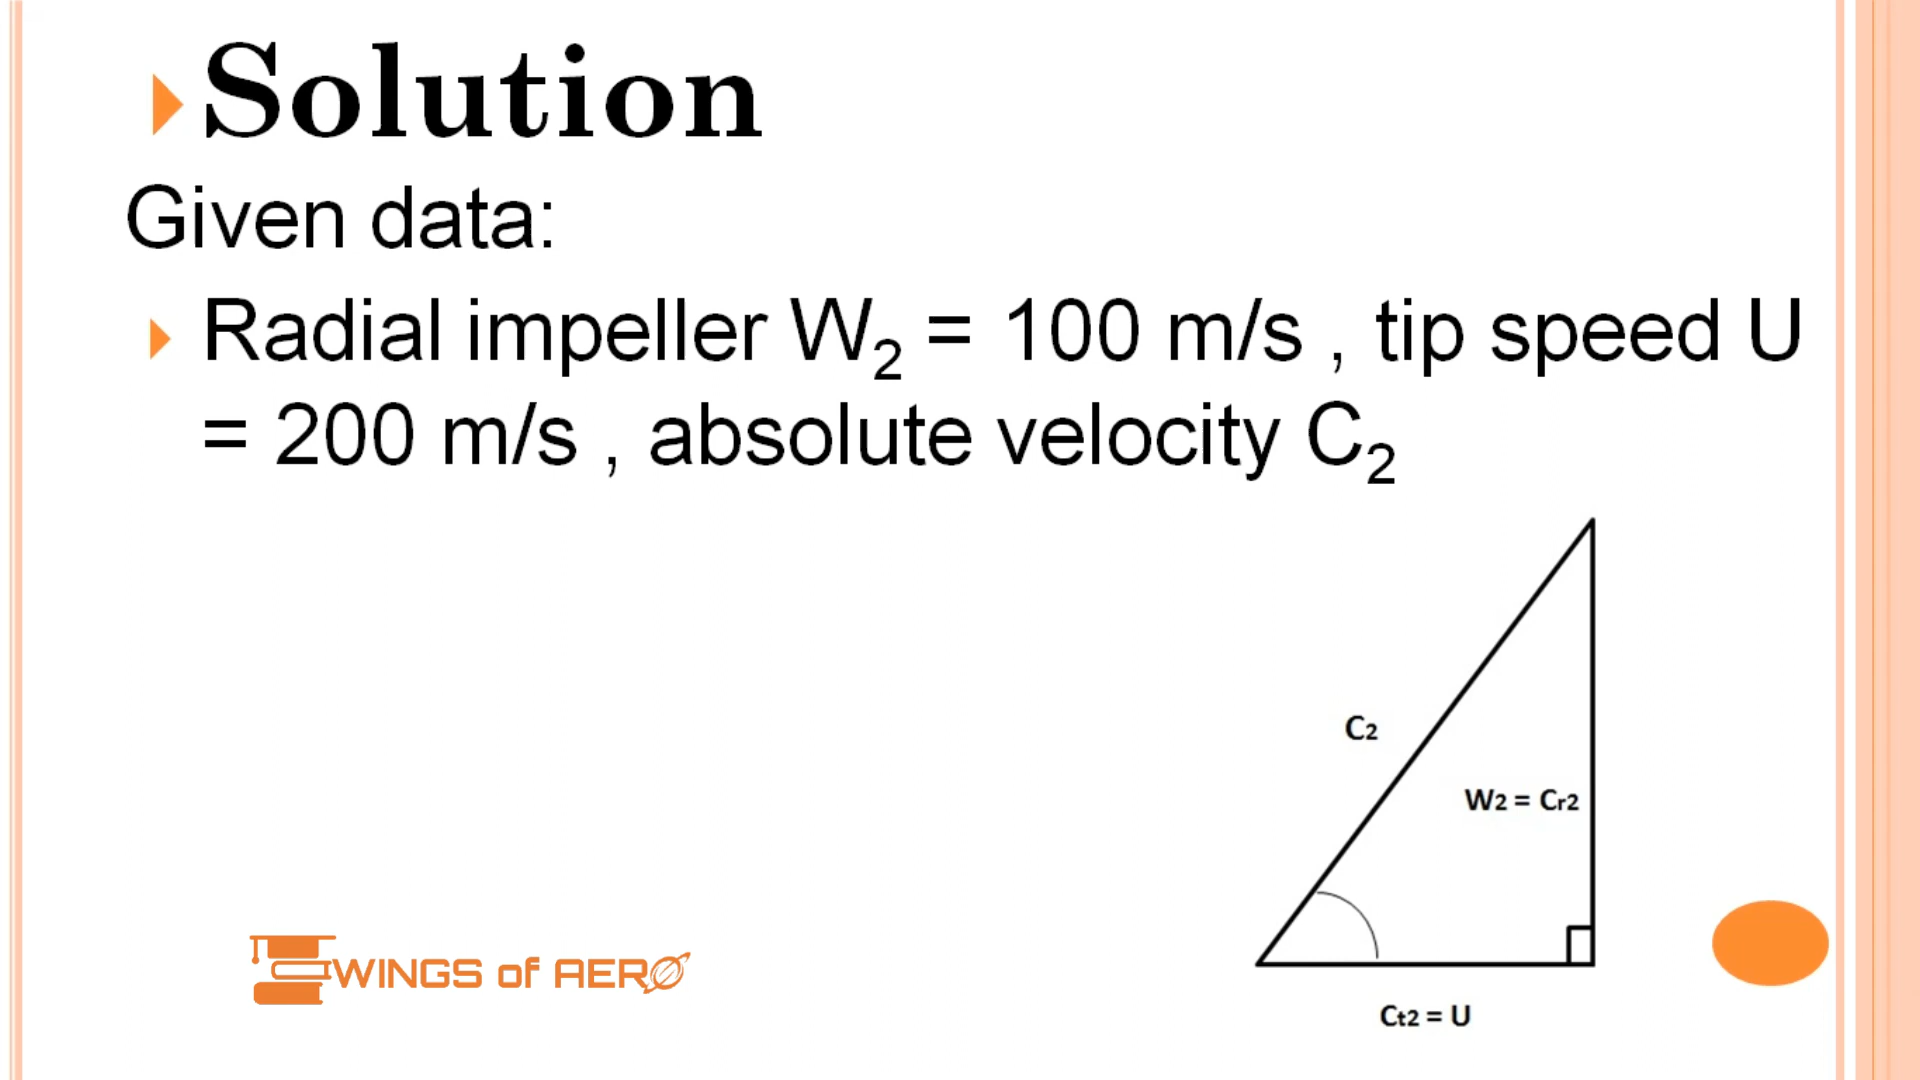 Solution
Given data:
Radial impeller W₂ = 100 m/s , tip speed U
= 200 m/s , absolute velocity C₂
C2
W2 = Cr2
WINGS of AERO
Ct2 = U